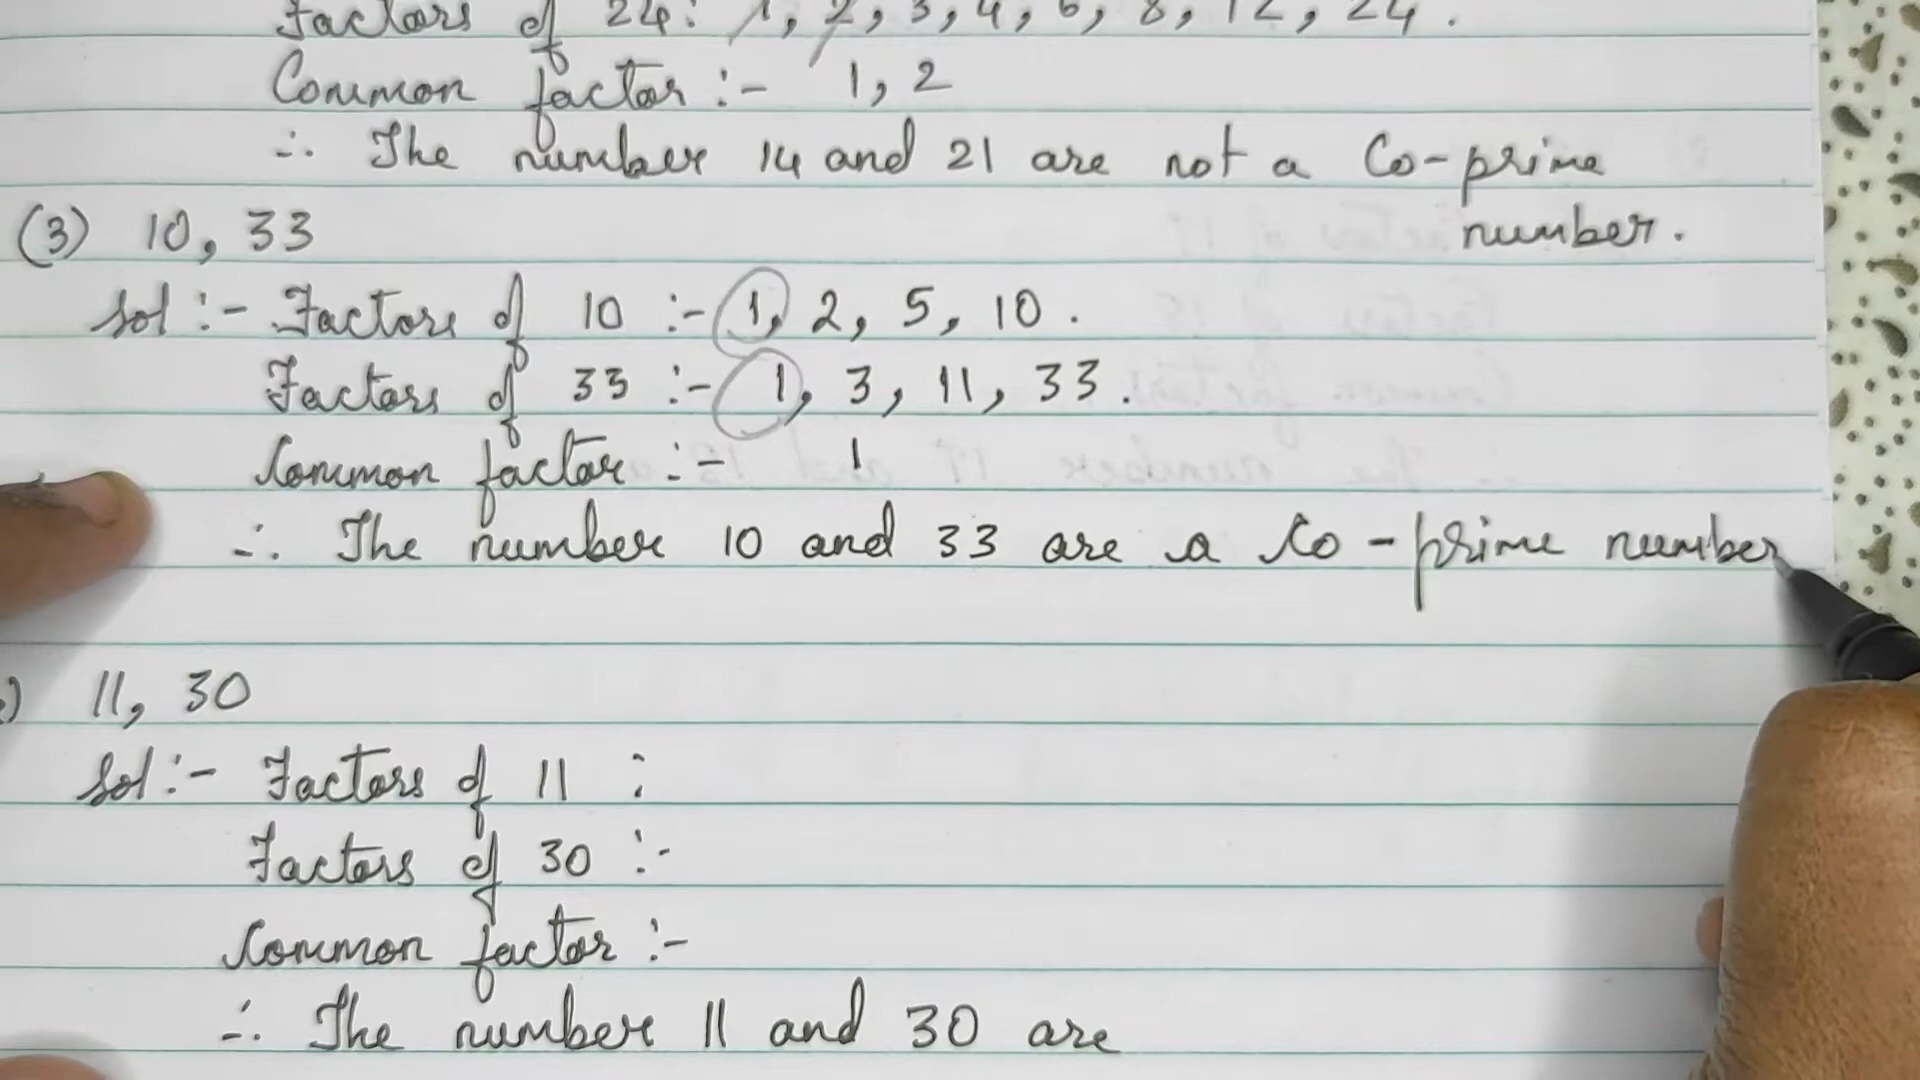 Factors of 24: 1, 2, 3, 4, 6, 8, 12, 24.
Common factor :- 1, 2
∴ The number 14 and 21 are not a Co-prime
number.
(3) 10, 33
Sol :- Factors of 10 :- 1, 2, 5, 10.
Factors of 33 :- 1, 3, 11, 33.
Common factor :- 1
∴ The number 10 and 33 are a Co-prime number
) 11, 30
Sol :- Factors of 11 :
Factors of 30 :-
Common factor :-
∴ The number 11 and 30 are